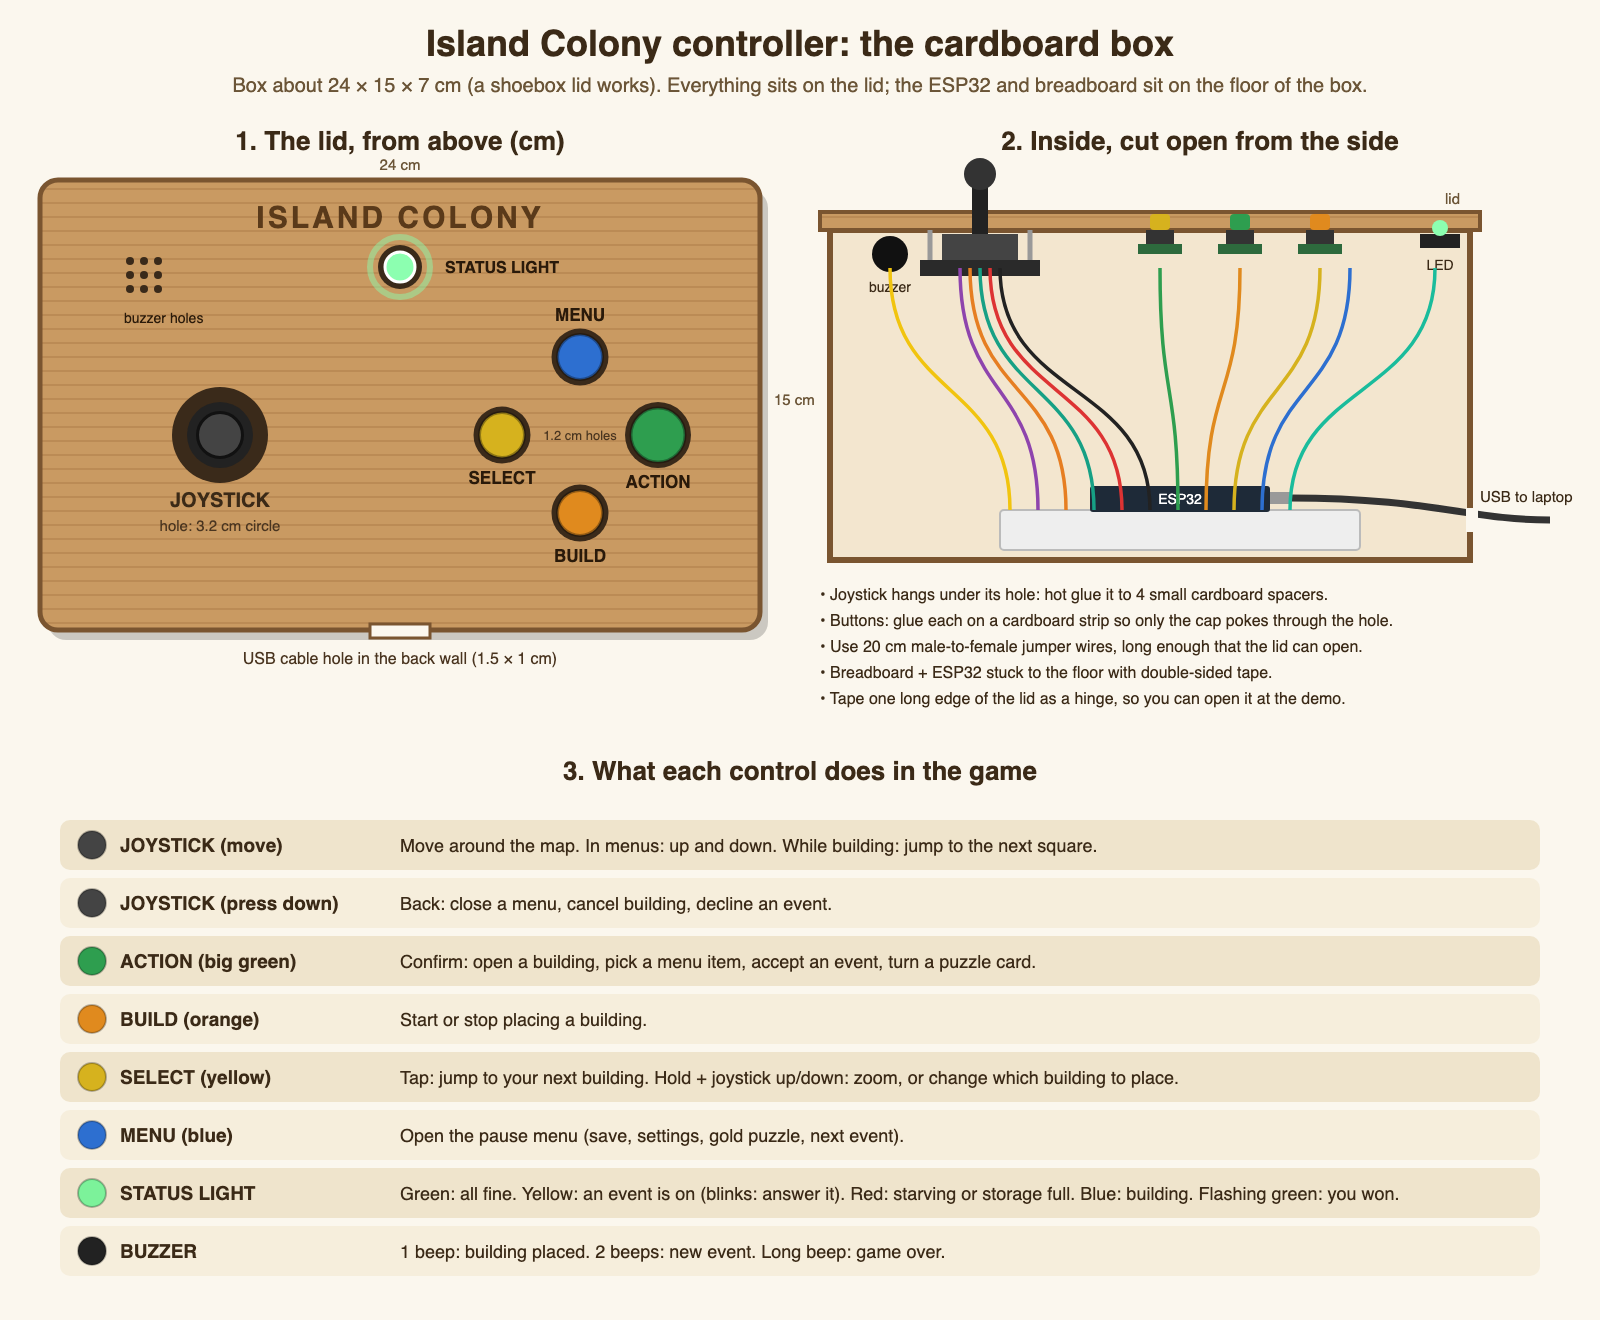 Island Colony controller: the cardboard box
Box about 24 × 15 × 7 cm (a shoebox lid works). Everything sits on the lid; the ESP32 and breadboard sit on the floor of the box.
1. The lid, from above (cm)
24 cm
ISLAND COLONY
STATUS LIGHT
buzzer holes
MENU
15 cm
1.2 cm holes
SELECT
ACTION
JOYSTICK
hole: 3.2 cm circle
BUILD
USB cable hole in the back wall (1.5 × 1 cm)
2. Inside, cut open from the side
lid
buzzer
LED
ESP32
USB to laptop
• Joystick hangs under its hole: hot glue it to 4 small cardboard spacers.
• Buttons: glue each on a cardboard strip so only the cap pokes through the hole.
• Use 20 cm male-to-female jumper wires, long enough that the lid can open.
• Breadboard + ESP32 stuck to the floor with double-sided tape.
• Tape one long edge of the lid as a hinge, so you can open it at the demo.
3. What each control does in the game
JOYSTICK (move) Move around the map. In menus: up and down. While building: jump to the next square.
JOYSTICK (press down) Back: close a menu, cancel building, decline an event.
ACTION (big green) Confirm: open a building, pick a menu item, accept an event, turn a puzzle card.
BUILD (orange) Start or stop placing a building.
SELECT (yellow) Tap: jump to your next building. Hold + joystick up/down: zoom, or change which building to place.
MENU (blue) Open the pause menu (save, settings, gold puzzle, next event).
STATUS LIGHT Green: all fine. Yellow: an event is on (blinks: answer it). Red: starving or storage full. Blue: building. Flashing green: you won.
BUZZER 1 beep: building placed. 2 beeps: new event. Long beep: game over.